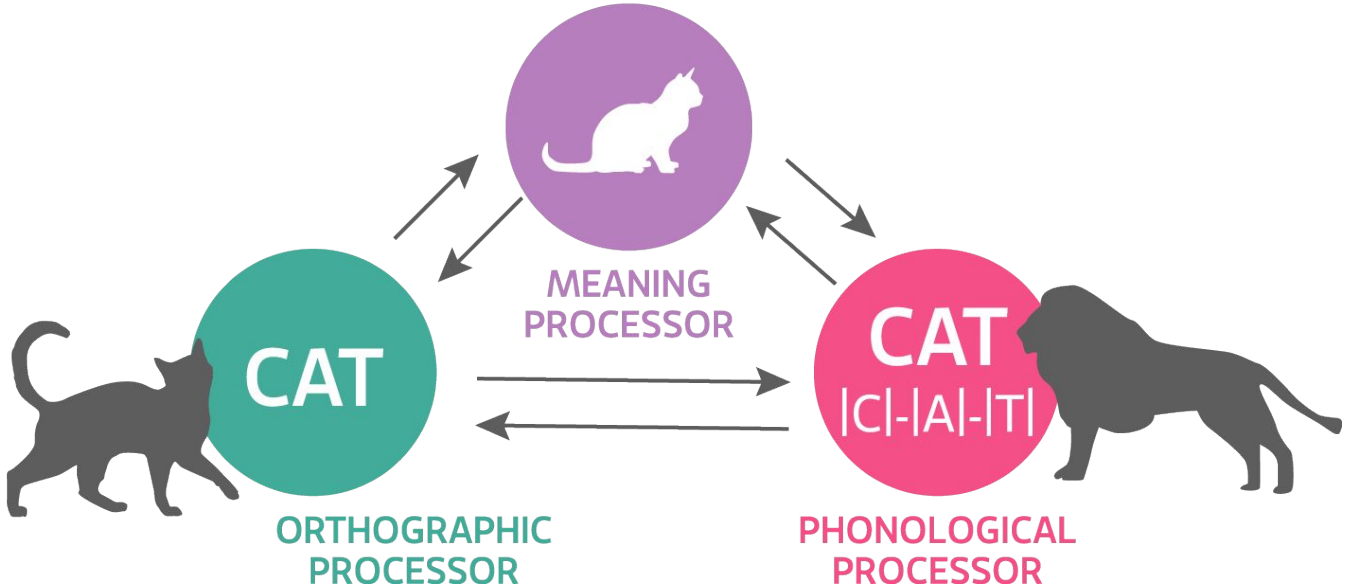 MEANING
PROCESSOR
CAT
CAT
|C|-|A|-|T|
ORTHOGRAPHIC
PROCESSOR
PHONOLOGICAL
PROCESSOR